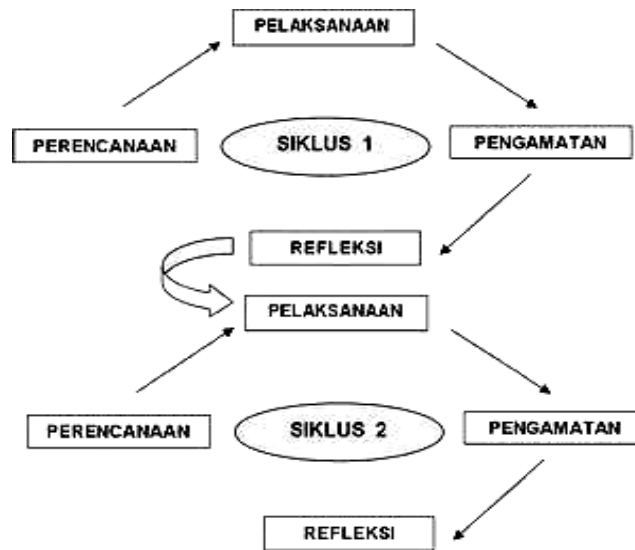 PELAKSANAAN
PERENCANAAN
SIKLUS 1
PENGAMATAN
REFLEKSI
PELAKSANAAN
PERENCANAAN
SIKLUS 2
PENGAMATAN
REFLEKSI